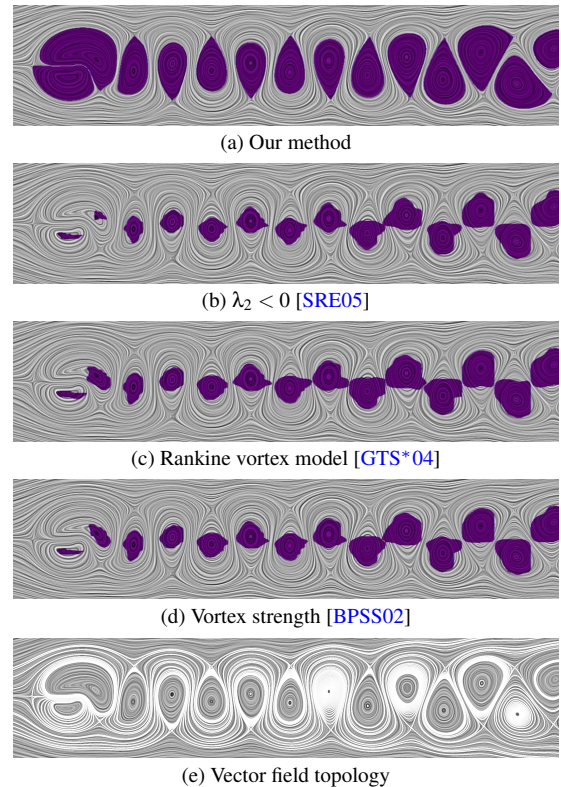 (a) Our method
(b) λ₂ < 0 [SRE05]
(c) Rankine vortex model [GTS*04]
(d) Vortex strength [BPSS02]
(e) Vector field topology